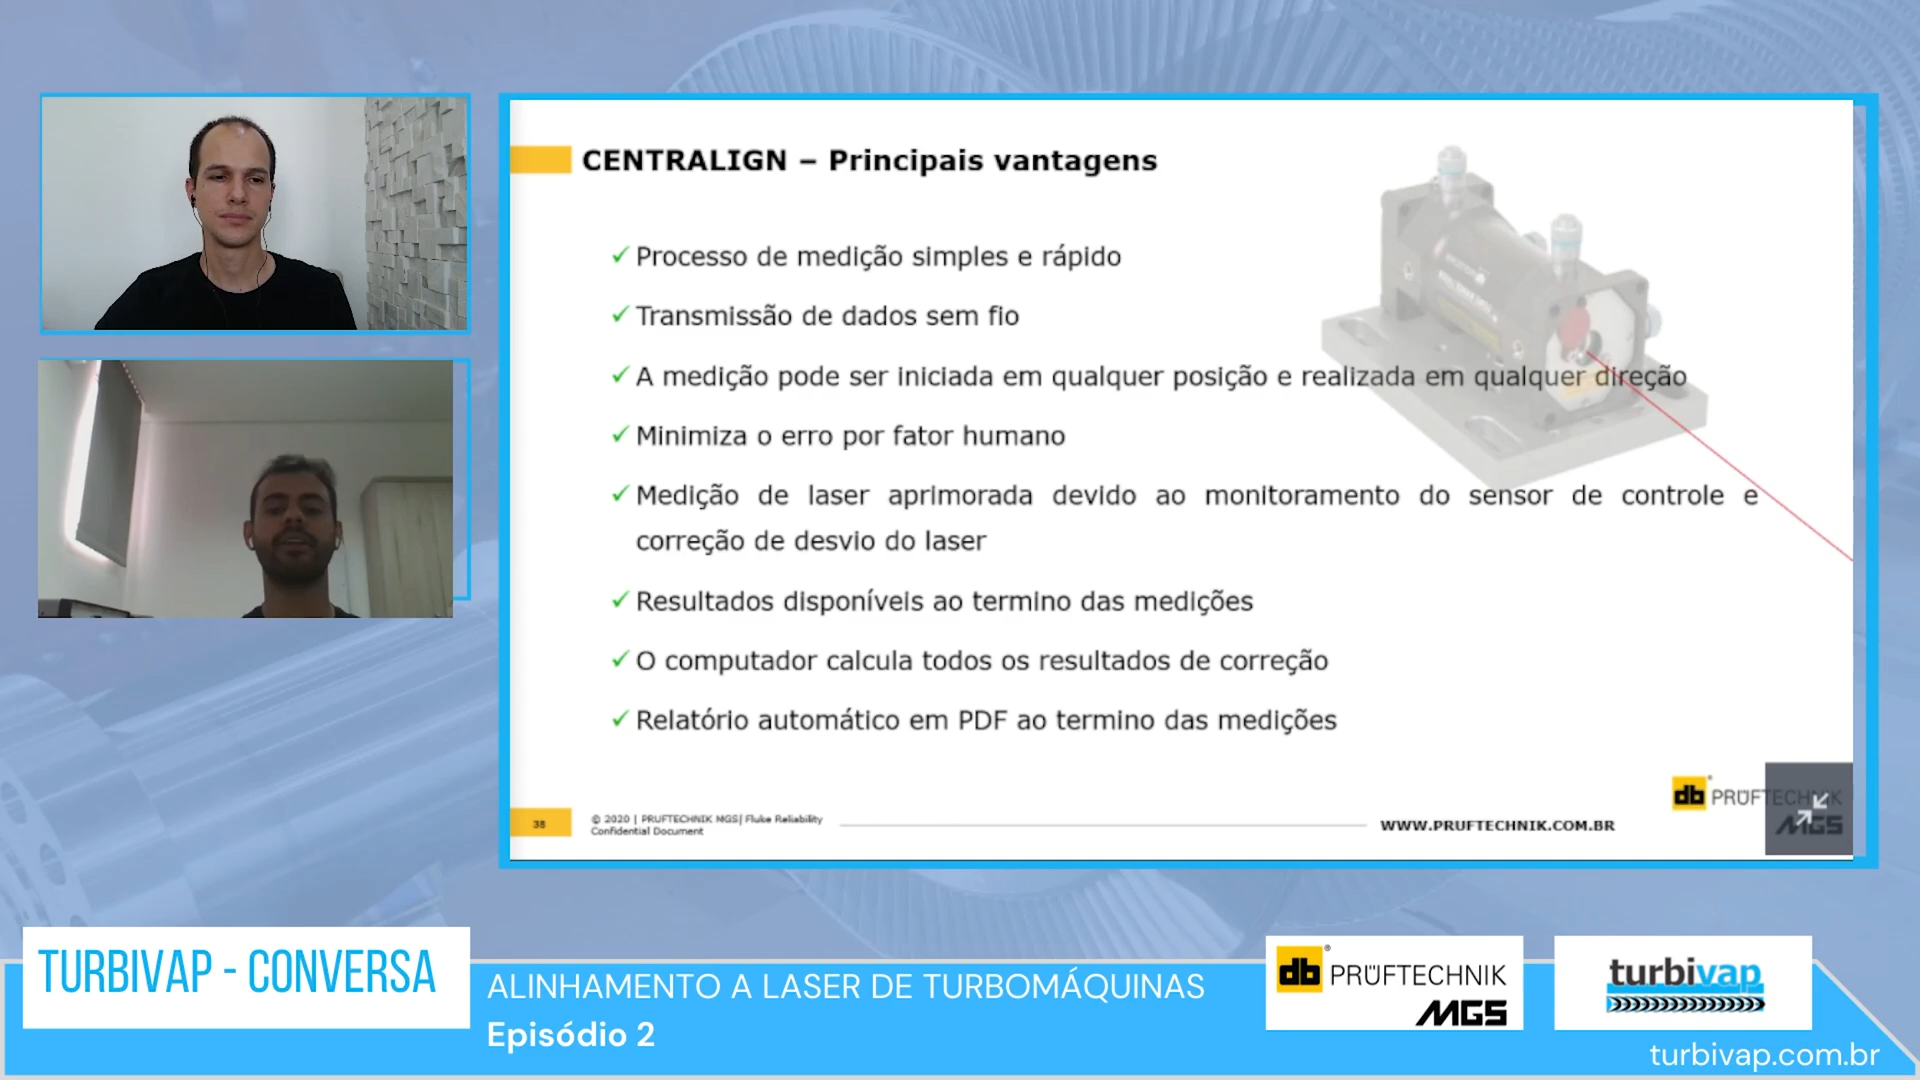 CENTRALIGN – Principais vantagens
✓ Processo de medição simples e rápido
✓ Transmissão de dados sem fio
✓ A medição pode ser iniciada em qualquer posição e realizada em qualquer direção
✓ Minimiza o erro por fator humano
✓ Medição de laser aprimorada devido ao monitoramento do sensor de controle e
correção de desvio do laser
✓ Resultados disponíveis ao termino das medições
✓ O computador calcula todos os resultados de correção
✓ Relatório automático em PDF ao termino das medições
38
© 2020 | PRUFTECHNIK MGS| Fluke Reliability
Confidential Document
WWW.PRUFTECHNIK.COM.BR
db PRÜFTECHNIK
MGS
TURBIVAP - CONVERSA
ALINHAMENTO A LASER DE TURBOMÁQUINAS
Episódio 2
db® PRÜFTECHNIK
MGS
turbivap
turbivap.com.br